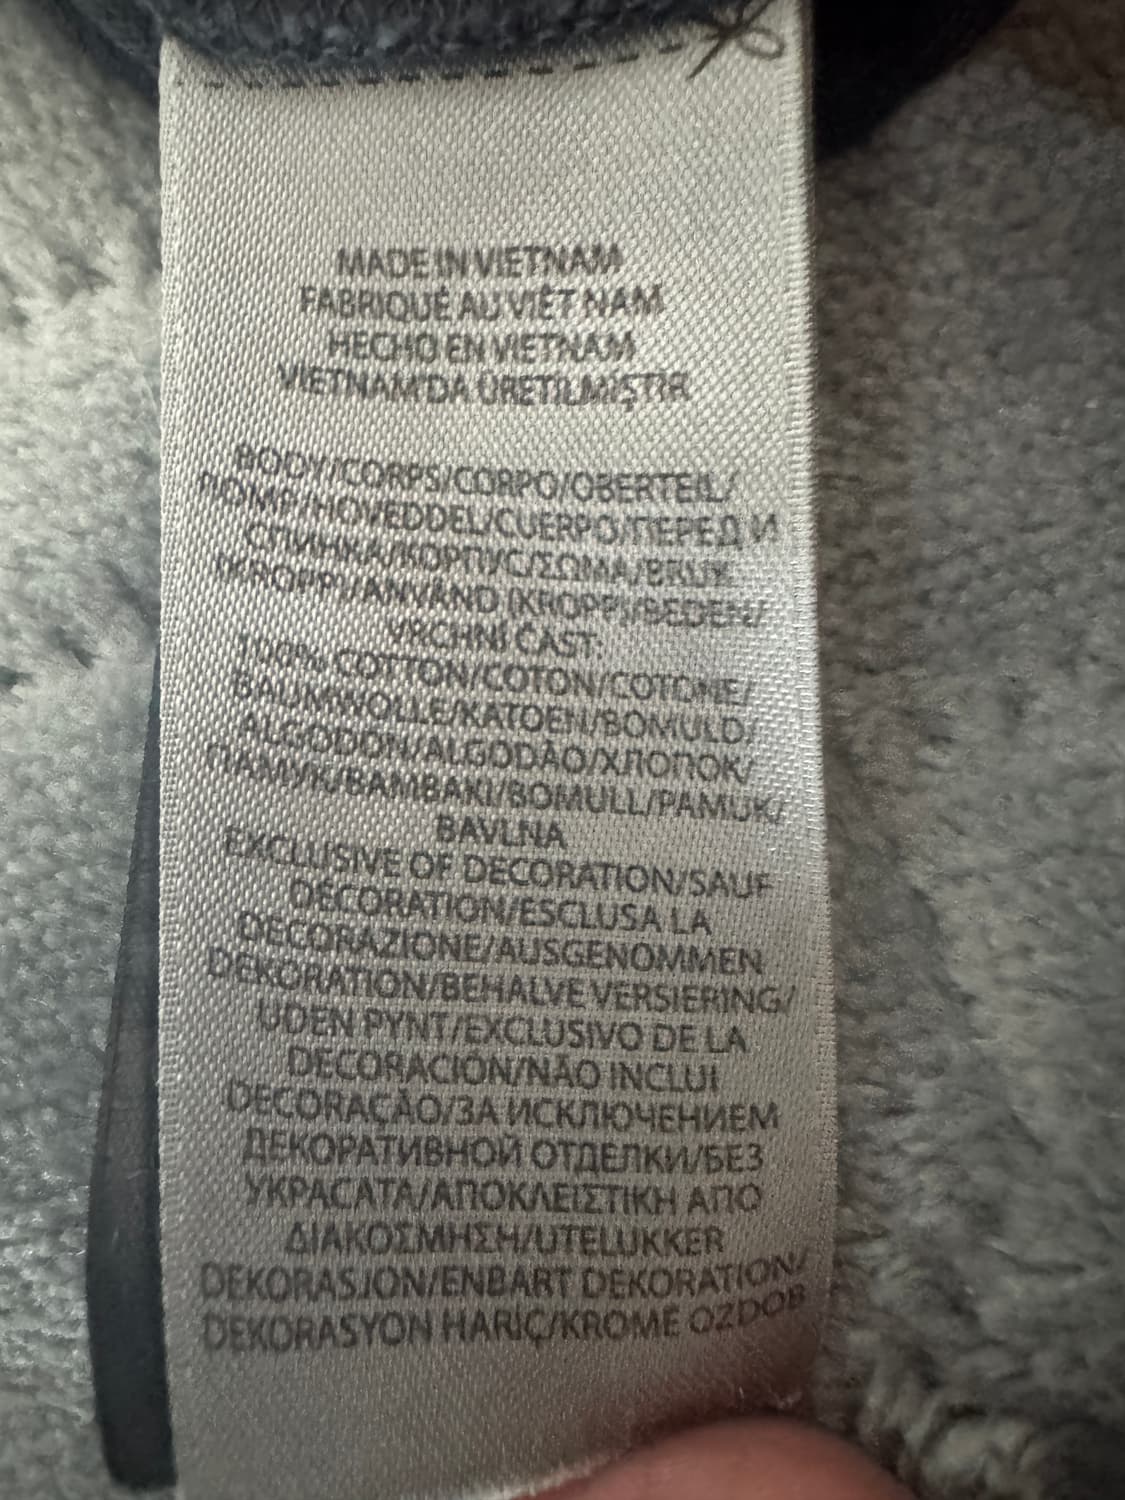 MADE IN VIETNAM
FABRIQUÉ AU VIÊT NAM
HECHO EN VIETNAM
VIETNAM'DA ÜRETILMIŞTIR
BODY/CORPS/CORPO/OBERTEIL/
ROMP/HOVEDDEL/CUERPO/ПЕРЕД И
СПИНКА/КОРПУС/ΣΩΜΑ/BRUK
(KROPP)/ANVÄND (KROPP)/BEDEN/
VRCHNÍ ČAST:
100% COTTON/COTON/COTONE/
BAUMWOLLE/KATOEN/BOMULD/
ALGODÓN/ALGODÃO/ХЛОПОК/
ПАМУК/BAMBAKI/BOMULL/PAMUK/
BAVLNA
EXCLUSIVE OF DECORATION/SAUF
DÉCORATION/ESCLUSA LA
DECORAZIONE/AUSGENOMMEN
DEKORATION/BEHALVE VERSIERING/
UDEN PYNT/EXCLUSIVO DE LA
DECORACIÓN/NÃO INCLUI
DECORAÇÃO/ЗА ИСКЛЮЧЕНИЕМ
ДЕКОРАТИВНОЙ ОТДЕЛКИ/БЕЗ
УКРАСАТА/ΑΠΟΚΛΕΙΣΤΙΚΗ ΑΠΟ
ΔΙΑΚΟΣΜΗΣΗ/UTELUKKER
DEKORASJON/ENBART DEKORATION/
DEKORASYON HARIÇ/KROMĚ OZDOB